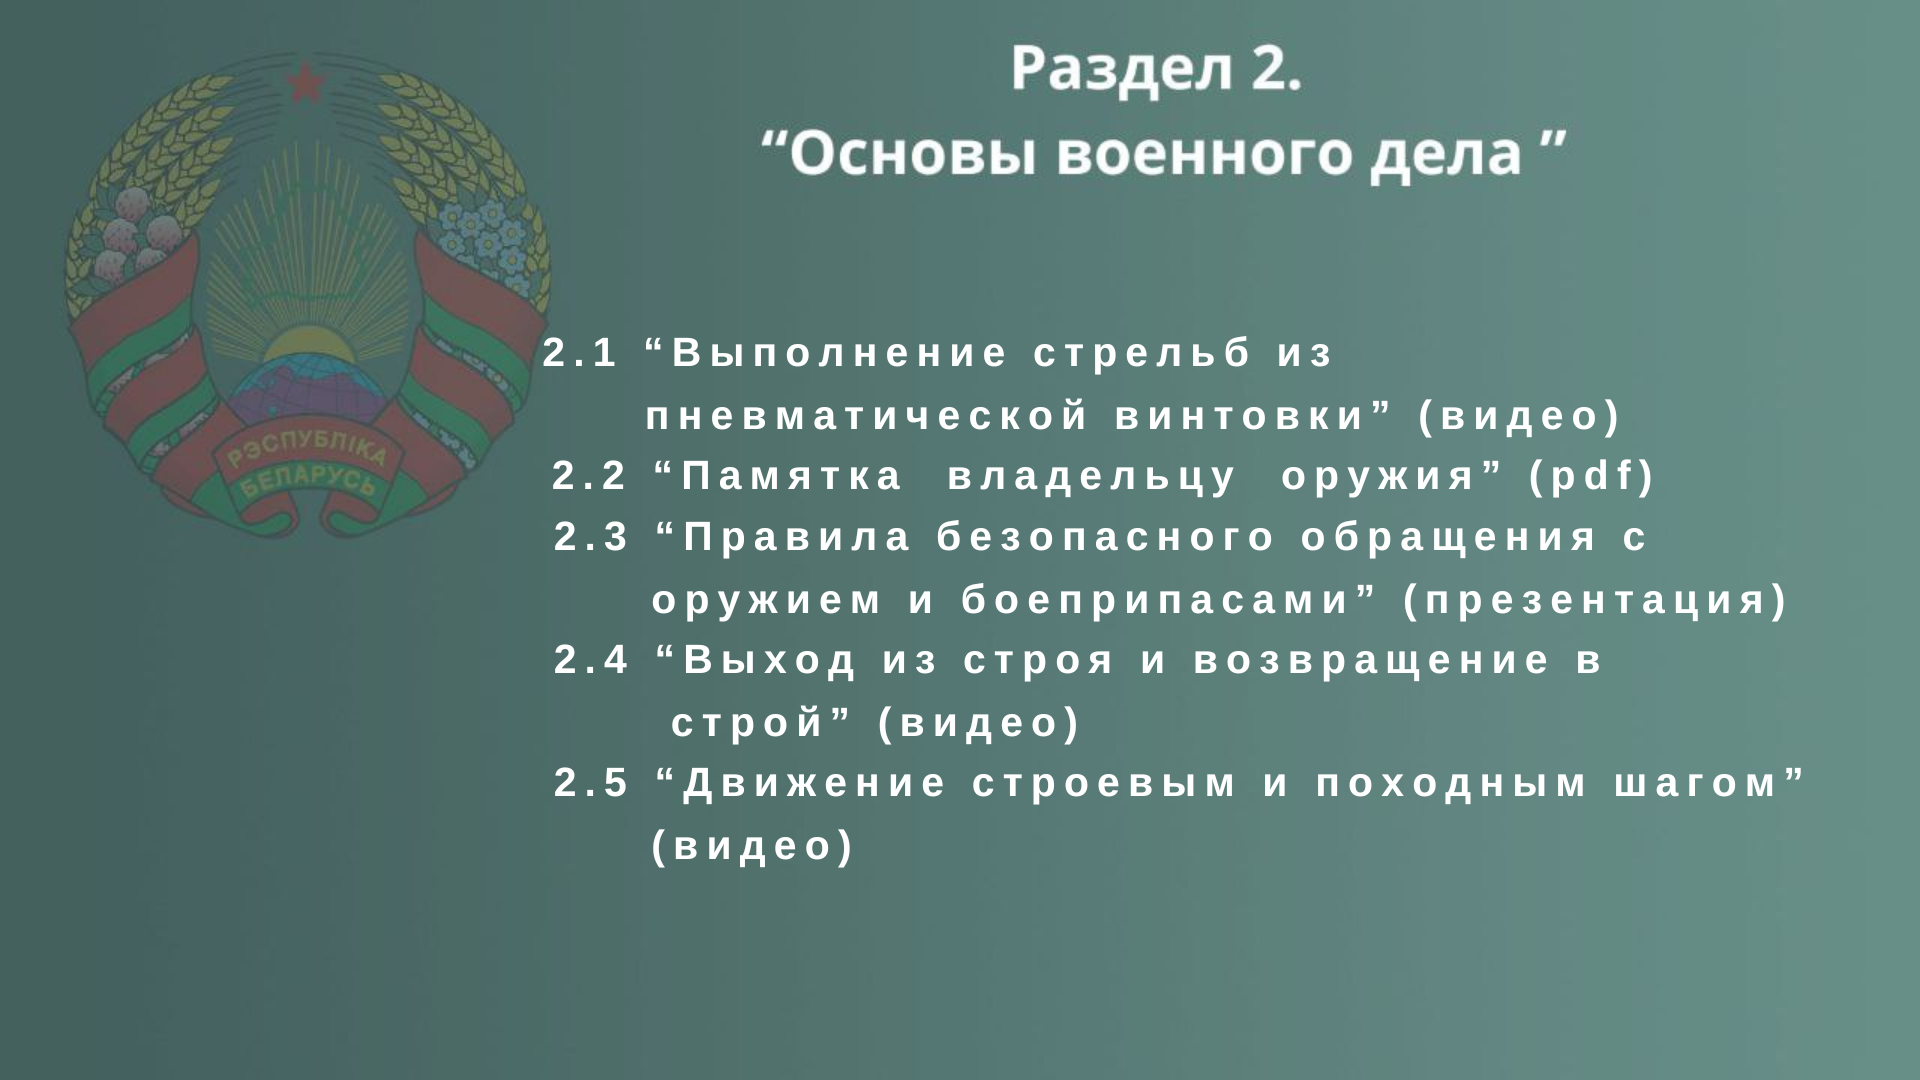 Раздел 2.
“Основы военного дела ”
2.1 “Выполнение стрельб из
пневматической винтовки” (видео)
2.2 “Памятка владельцу оружия” (pdf)
2.3 “Правила безопасного обращения с
оружием и боеприпасами” (презентация)
2.4 “Выход из строя и возвращение в
строй” (видео)
2.5 “Движение строевым и походным шагом”
(видео)
РЭСПУБЛІКА
БЕЛАРУСЬ